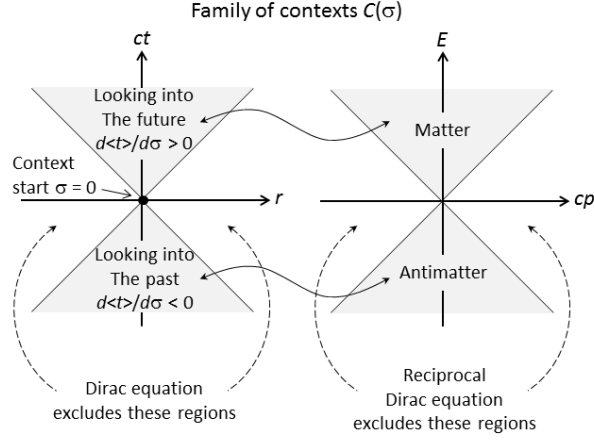 Family of contexts C(σ)
ct
E
Looking into
The future
d<t>/dσ > 0
Matter
Context
start σ = 0
r
cp
Looking into
The past
d<t>/dσ < 0
Antimatter
Dirac equation
excludes these regions
Reciprocal
Dirac equation
excludes these regions